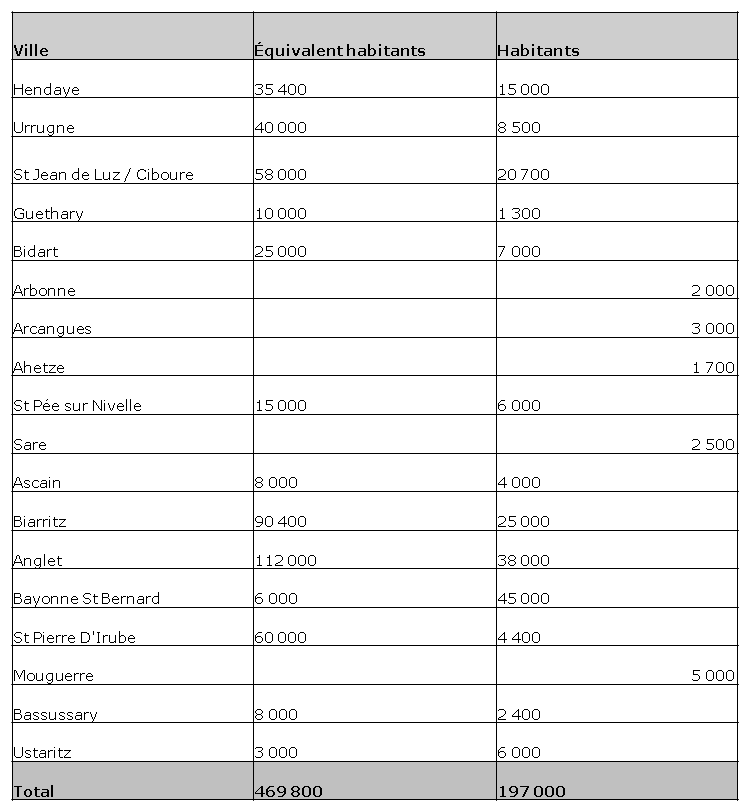 Ville Équivalent habitants Habitants
Hendaye 35 400 15 000
Urrugne 40 000 8 500
St Jean de Luz / Ciboure 58 000 20 700
Guethary 10 000 1 300
Bidart 25 000 7 000
Arbonne 2 000
Arcangues 3 000
Ahetze 1 700
St Pée sur Nivelle 15 000 6 000
Sare 2 500
Ascain 8 000 4 000
Biarritz 90 400 25 000
Anglet 112 000 38 000
Bayonne St Bernard 6 000 45 000
St Pierre D'Irube 60 000 4 400
Mouguerre 5 000
Bassussary 8 000 2 400
Ustaritz 3 000 6 000
Total 469 800 197 000